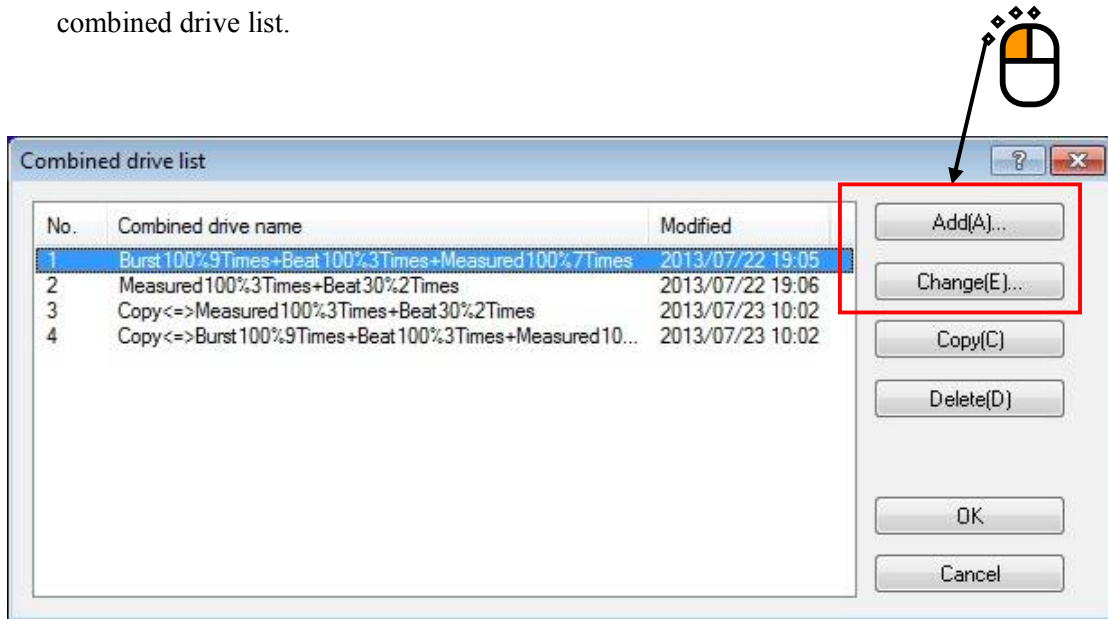 combined drive list.
Combined drive list
No. Combined drive name Modified
1 Burst100%9Times+Beat100%3Times+Measured100%7Times 2013/07/22 19:05
2 Measured100%3Times+Beat30%2Times 2013/07/22 19:06
3 Copy<=>Measured100%3Times+Beat30%2Times 2013/07/23 10:02
4 Copy<=>Burst100%9Times+Beat100%3Times+Measured10... 2013/07/23 10:02
Add(A)...
Change(E)...
Copy(C)
Delete(D)
OK
Cancel